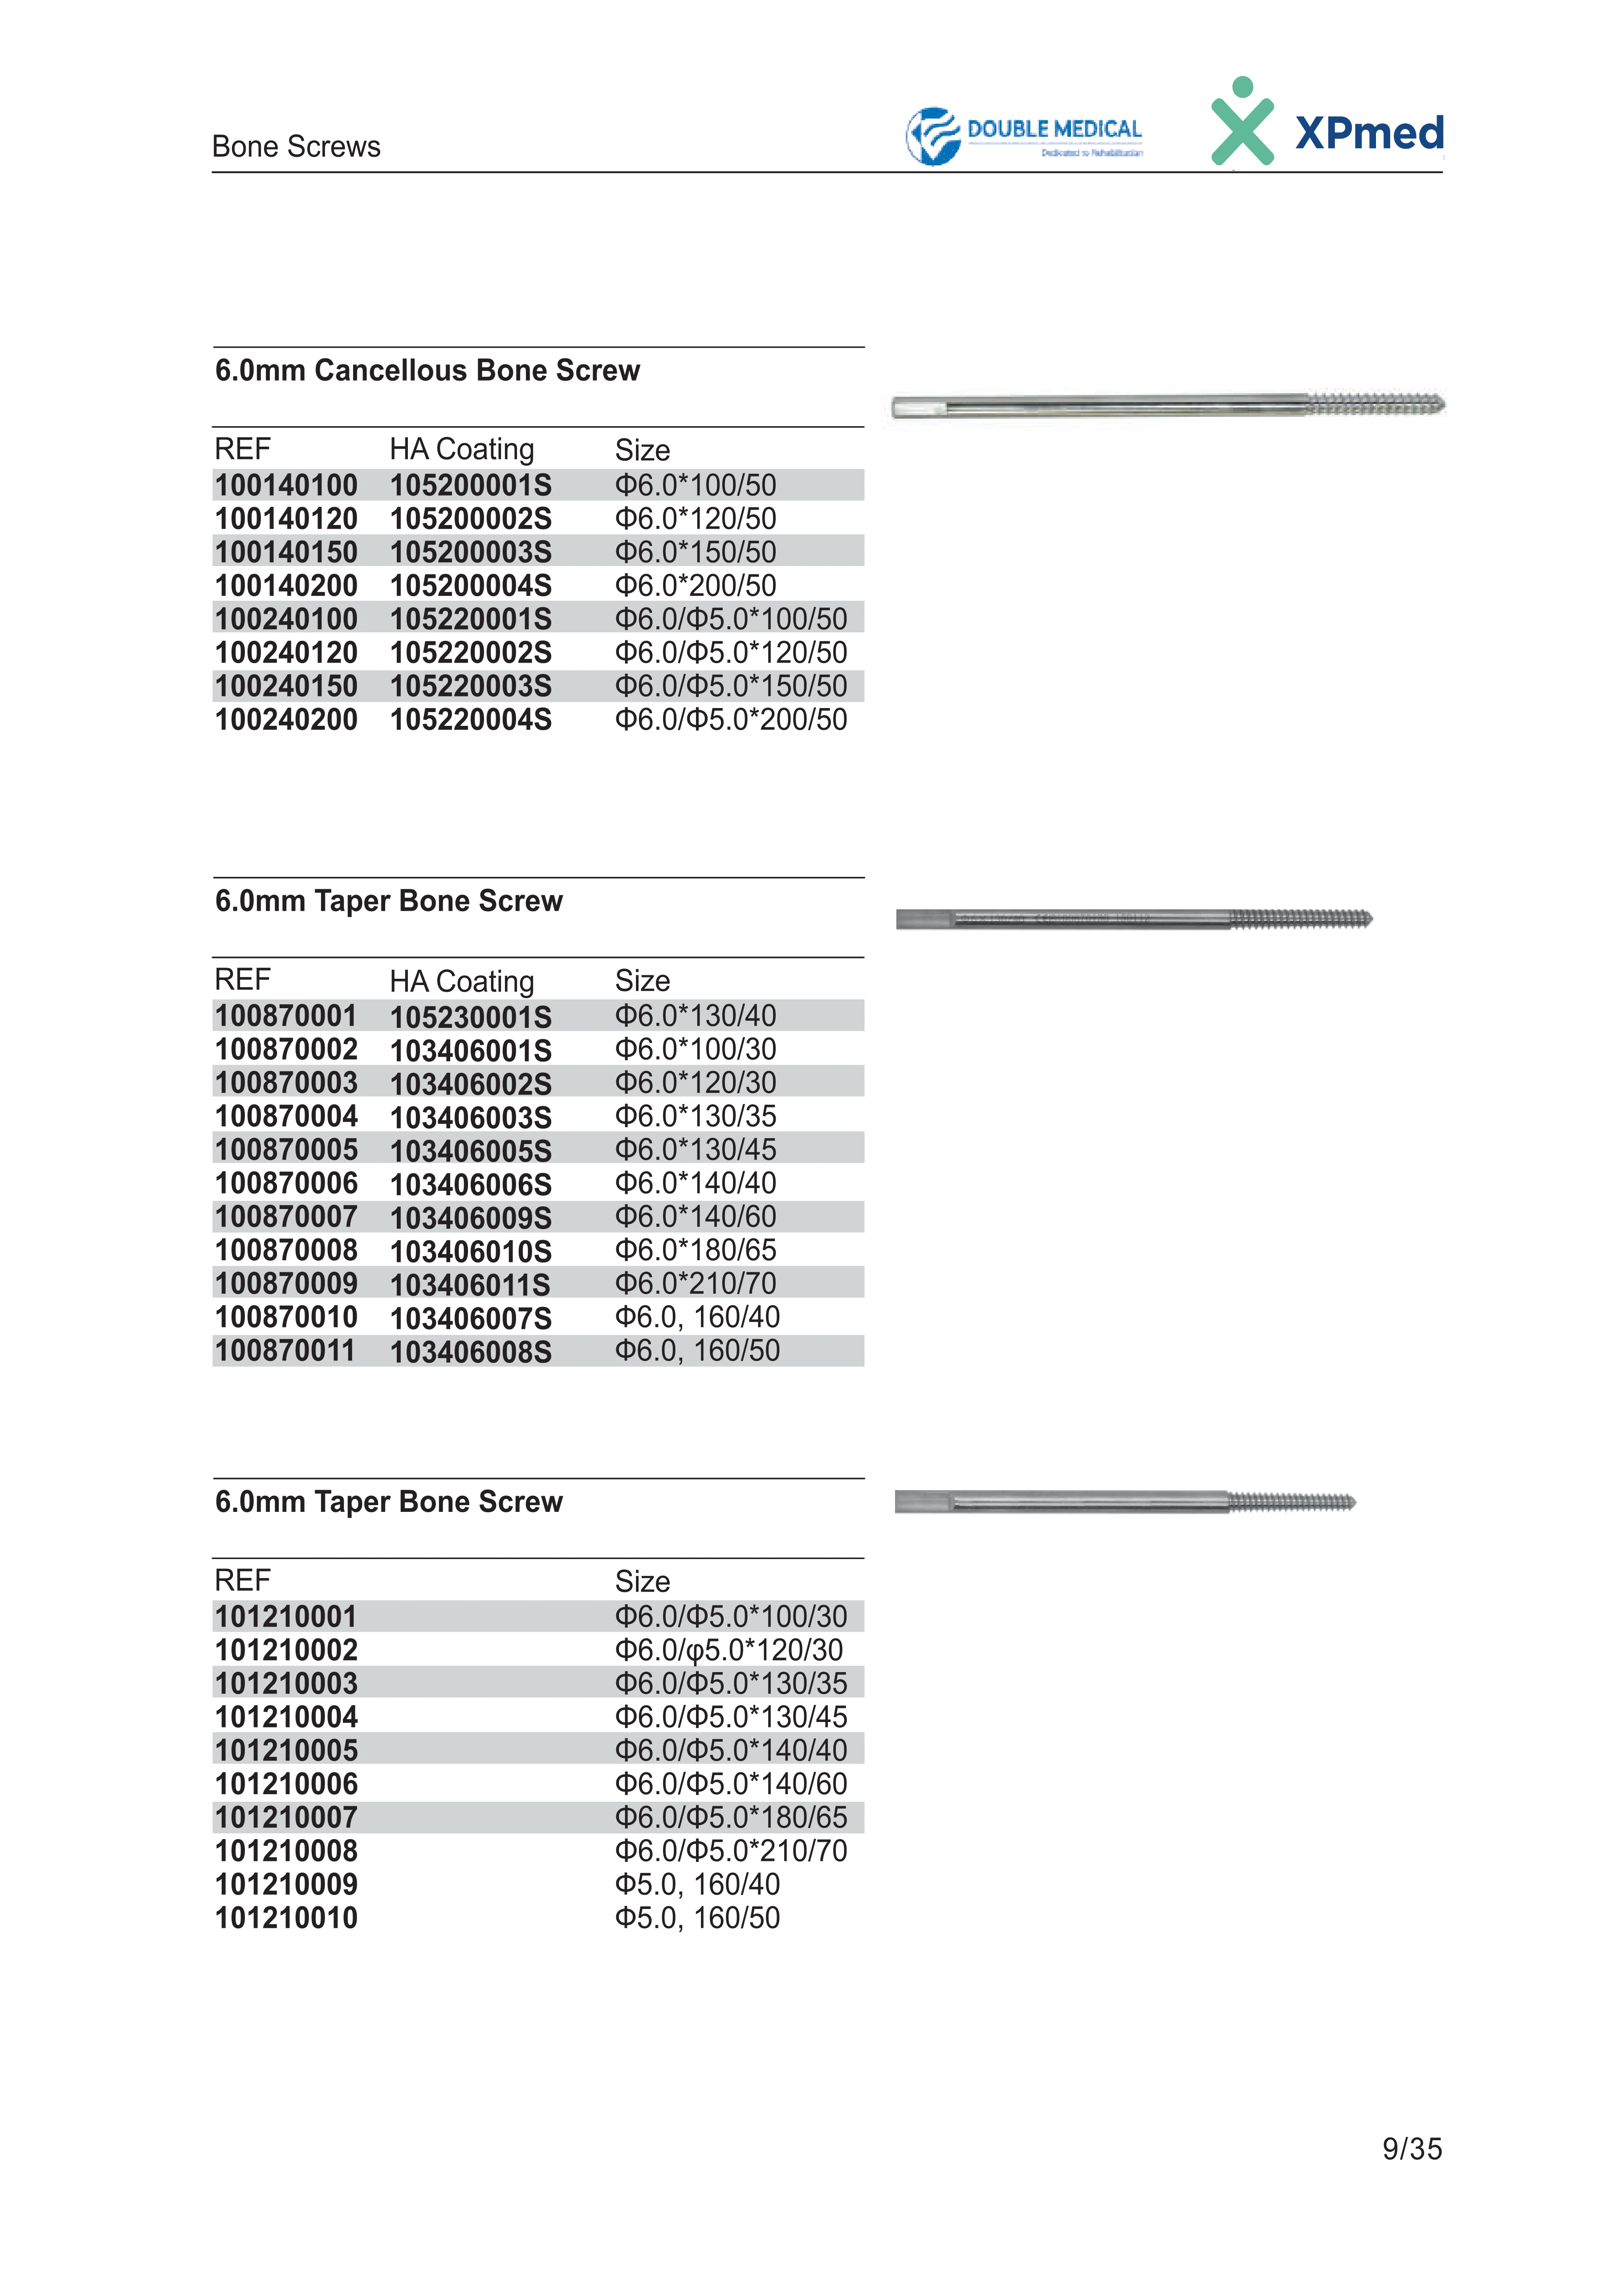 Bone Screws
DOUBLE MEDICAL
Dedicated to Rehabilitation
XPmed
6.0mm Cancellous Bone Screw
REF HA Coating Size
100140100 105200001S Φ6.0*100/50
100140120 105200002S Φ6.0*120/50
100140150 105200003S Φ6.0*150/50
100140200 105200004S Φ6.0*200/50
100240100 105220001S Φ6.0/Φ5.0*100/50
100240120 105220002S Φ6.0/Φ5.0*120/50
100240150 105220003S Φ6.0/Φ5.0*150/50
100240200 105220004S Φ6.0/Φ5.0*200/50
6.0mm Taper Bone Screw
REF HA Coating Size
100870001 105230001S Φ6.0*130/40
100870002 103406001S Φ6.0*100/30
100870003 103406002S Φ6.0*120/30
100870004 103406003S Φ6.0*130/35
100870005 103406005S Φ6.0*130/45
100870006 103406006S Φ6.0*140/40
100870007 103406009S Φ6.0*140/60
100870008 103406010S Φ6.0*180/65
100870009 103406011S Φ6.0*210/70
100870010 103406007S Φ6.0, 160/40
100870011 103406008S Φ6.0, 160/50
6.0mm Taper Bone Screw
REF Size
101210001 Φ6.0/Φ5.0*100/30
101210002 Φ6.0/φ5.0*120/30
101210003 Φ6.0/Φ5.0*130/35
101210004 Φ6.0/Φ5.0*130/45
101210005 Φ6.0/Φ5.0*140/40
101210006 Φ6.0/Φ5.0*140/60
101210007 Φ6.0/Φ5.0*180/65
101210008 Φ6.0/Φ5.0*210/70
101210009 Φ5.0, 160/40
101210010 Φ5.0, 160/50
9/35